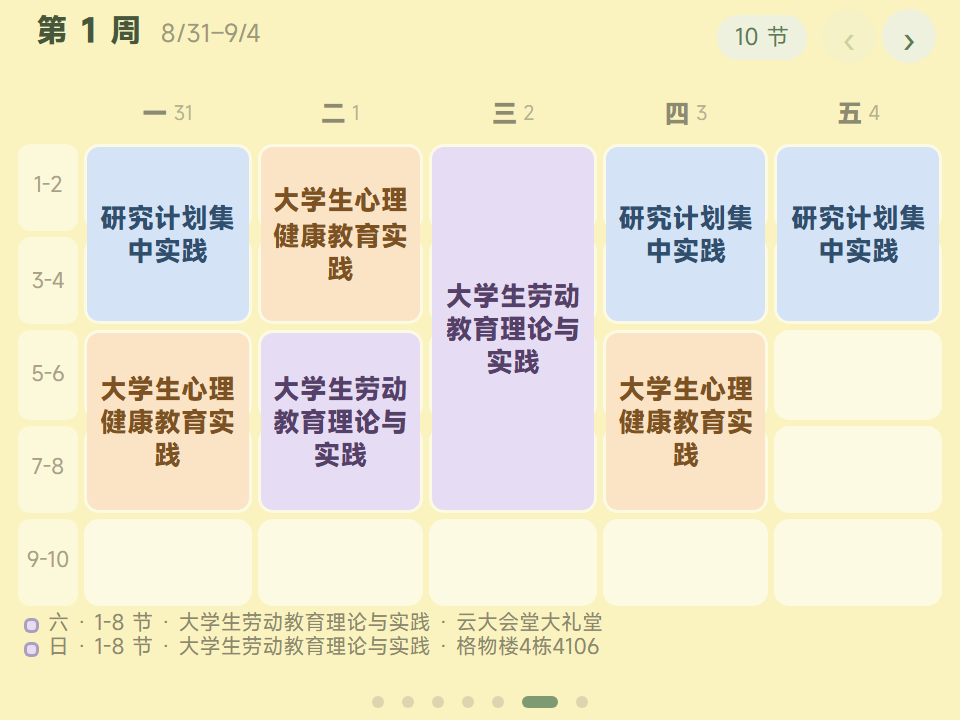 第 1 周 8/31–9/4 10 节 ‹ ›
一 31 二 1 三 2 四 3 五 4
1-2
3-4
5-6
7-8
9-10
研究计划集
中实践
大学生心理
健康教育实
践
大学生心理
健康教育实
践
大学生劳动
教育理论与
实践
大学生劳动
教育理论与
实践
研究计划集
中实践
大学生心理
健康教育实
践
研究计划集
中实践
六 · 1-8 节 · 大学生劳动教育理论与实践 · 云大会堂大礼堂
日 · 1-8 节 · 大学生劳动教育理论与实践 · 格物楼4栋4106